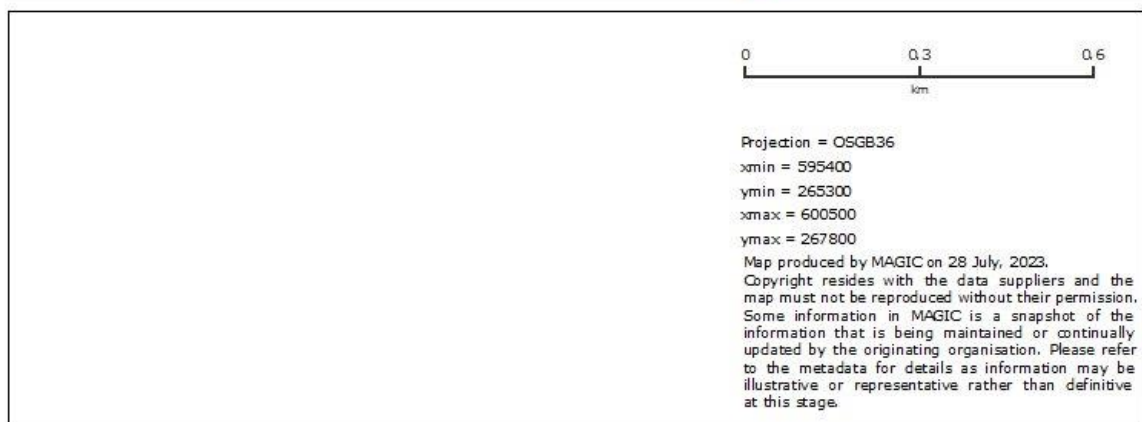 0 0.3 0.6
km
Projection = OSGB36
xmin = 595400
ymin = 265300
xmax = 600500
ymax = 267800
Map produced by MAGIC on 28 July, 2023.
Copyright resides with the data suppliers and the
map must not be reproduced without their permission.
Some information in MAGIC is a snapshot of the
information that is being maintained or continually
updated by the originating organisation. Please refer
to the metadata for details as information may be
illustrative or representative rather than definitive
at this stage.